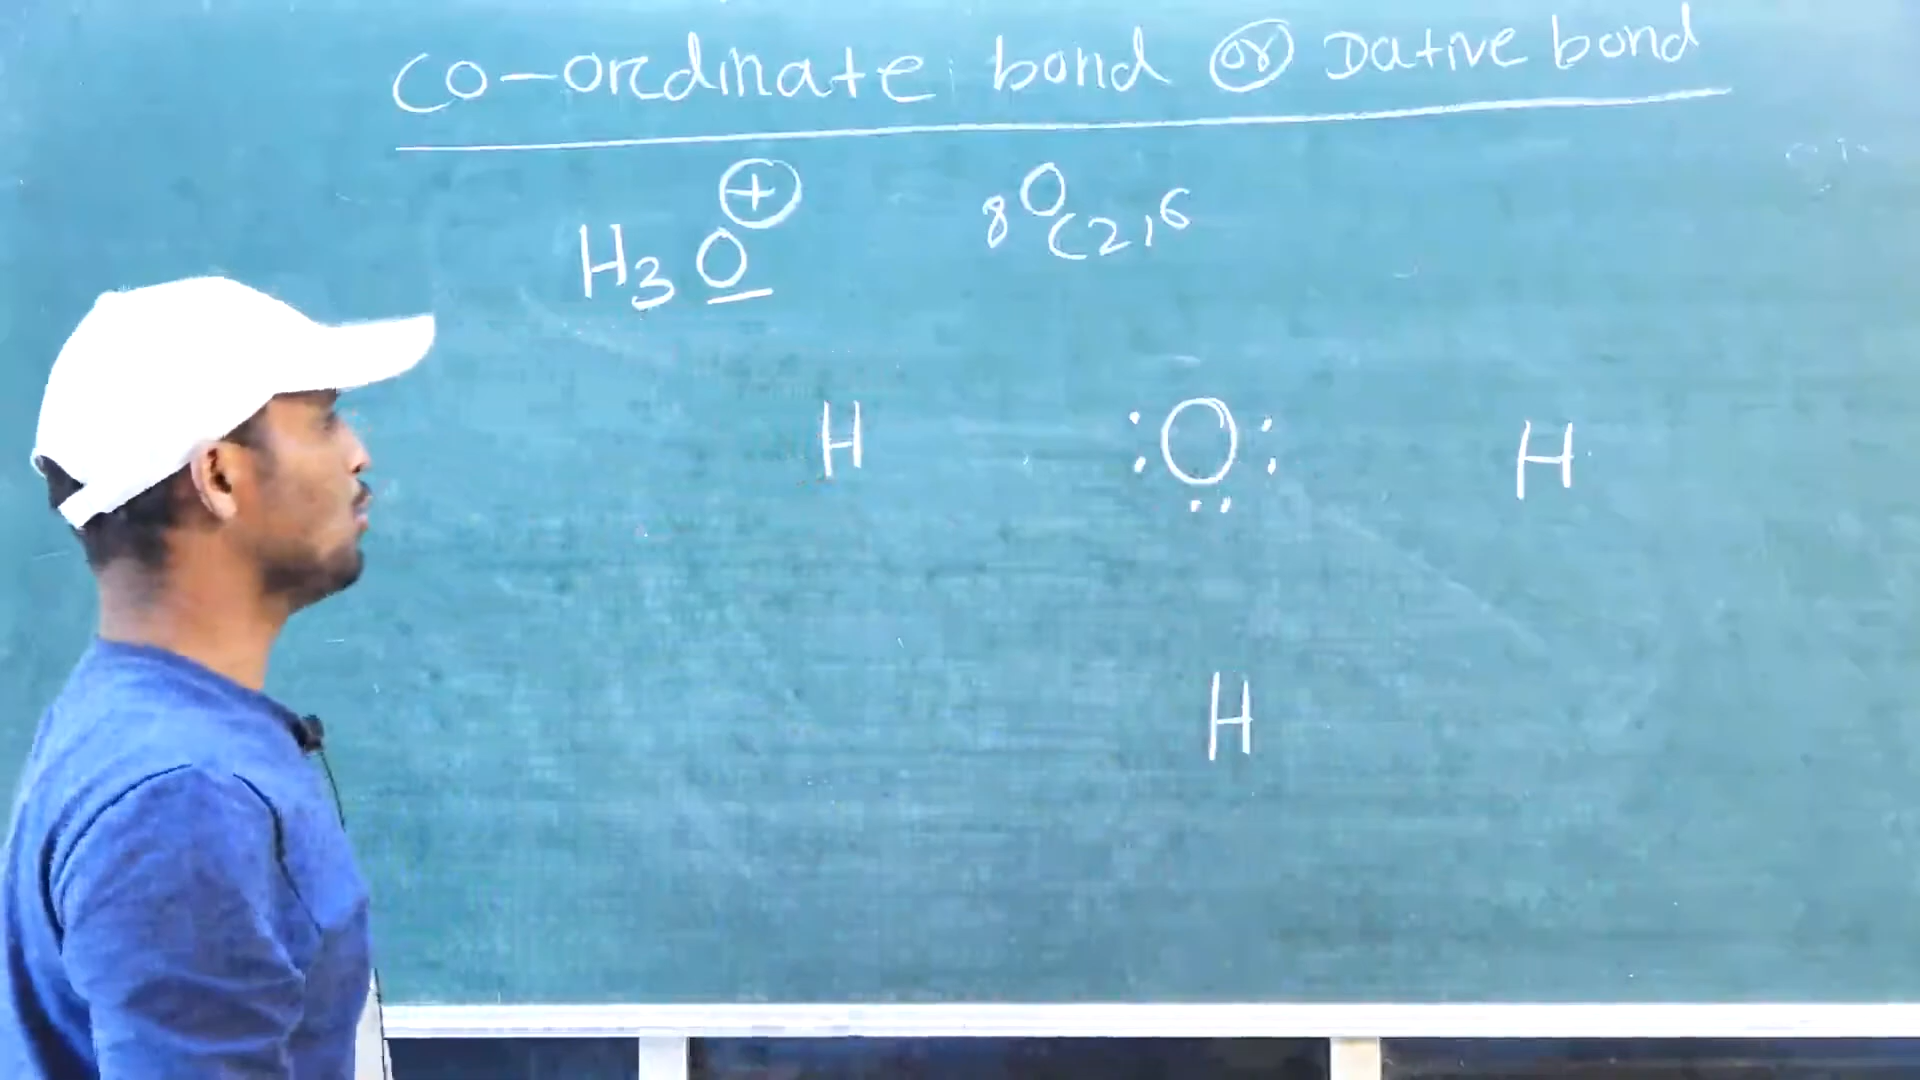 Co-ordinate bond or Dative bond
H3O+ 8O(2,6
H :O: H
..
H